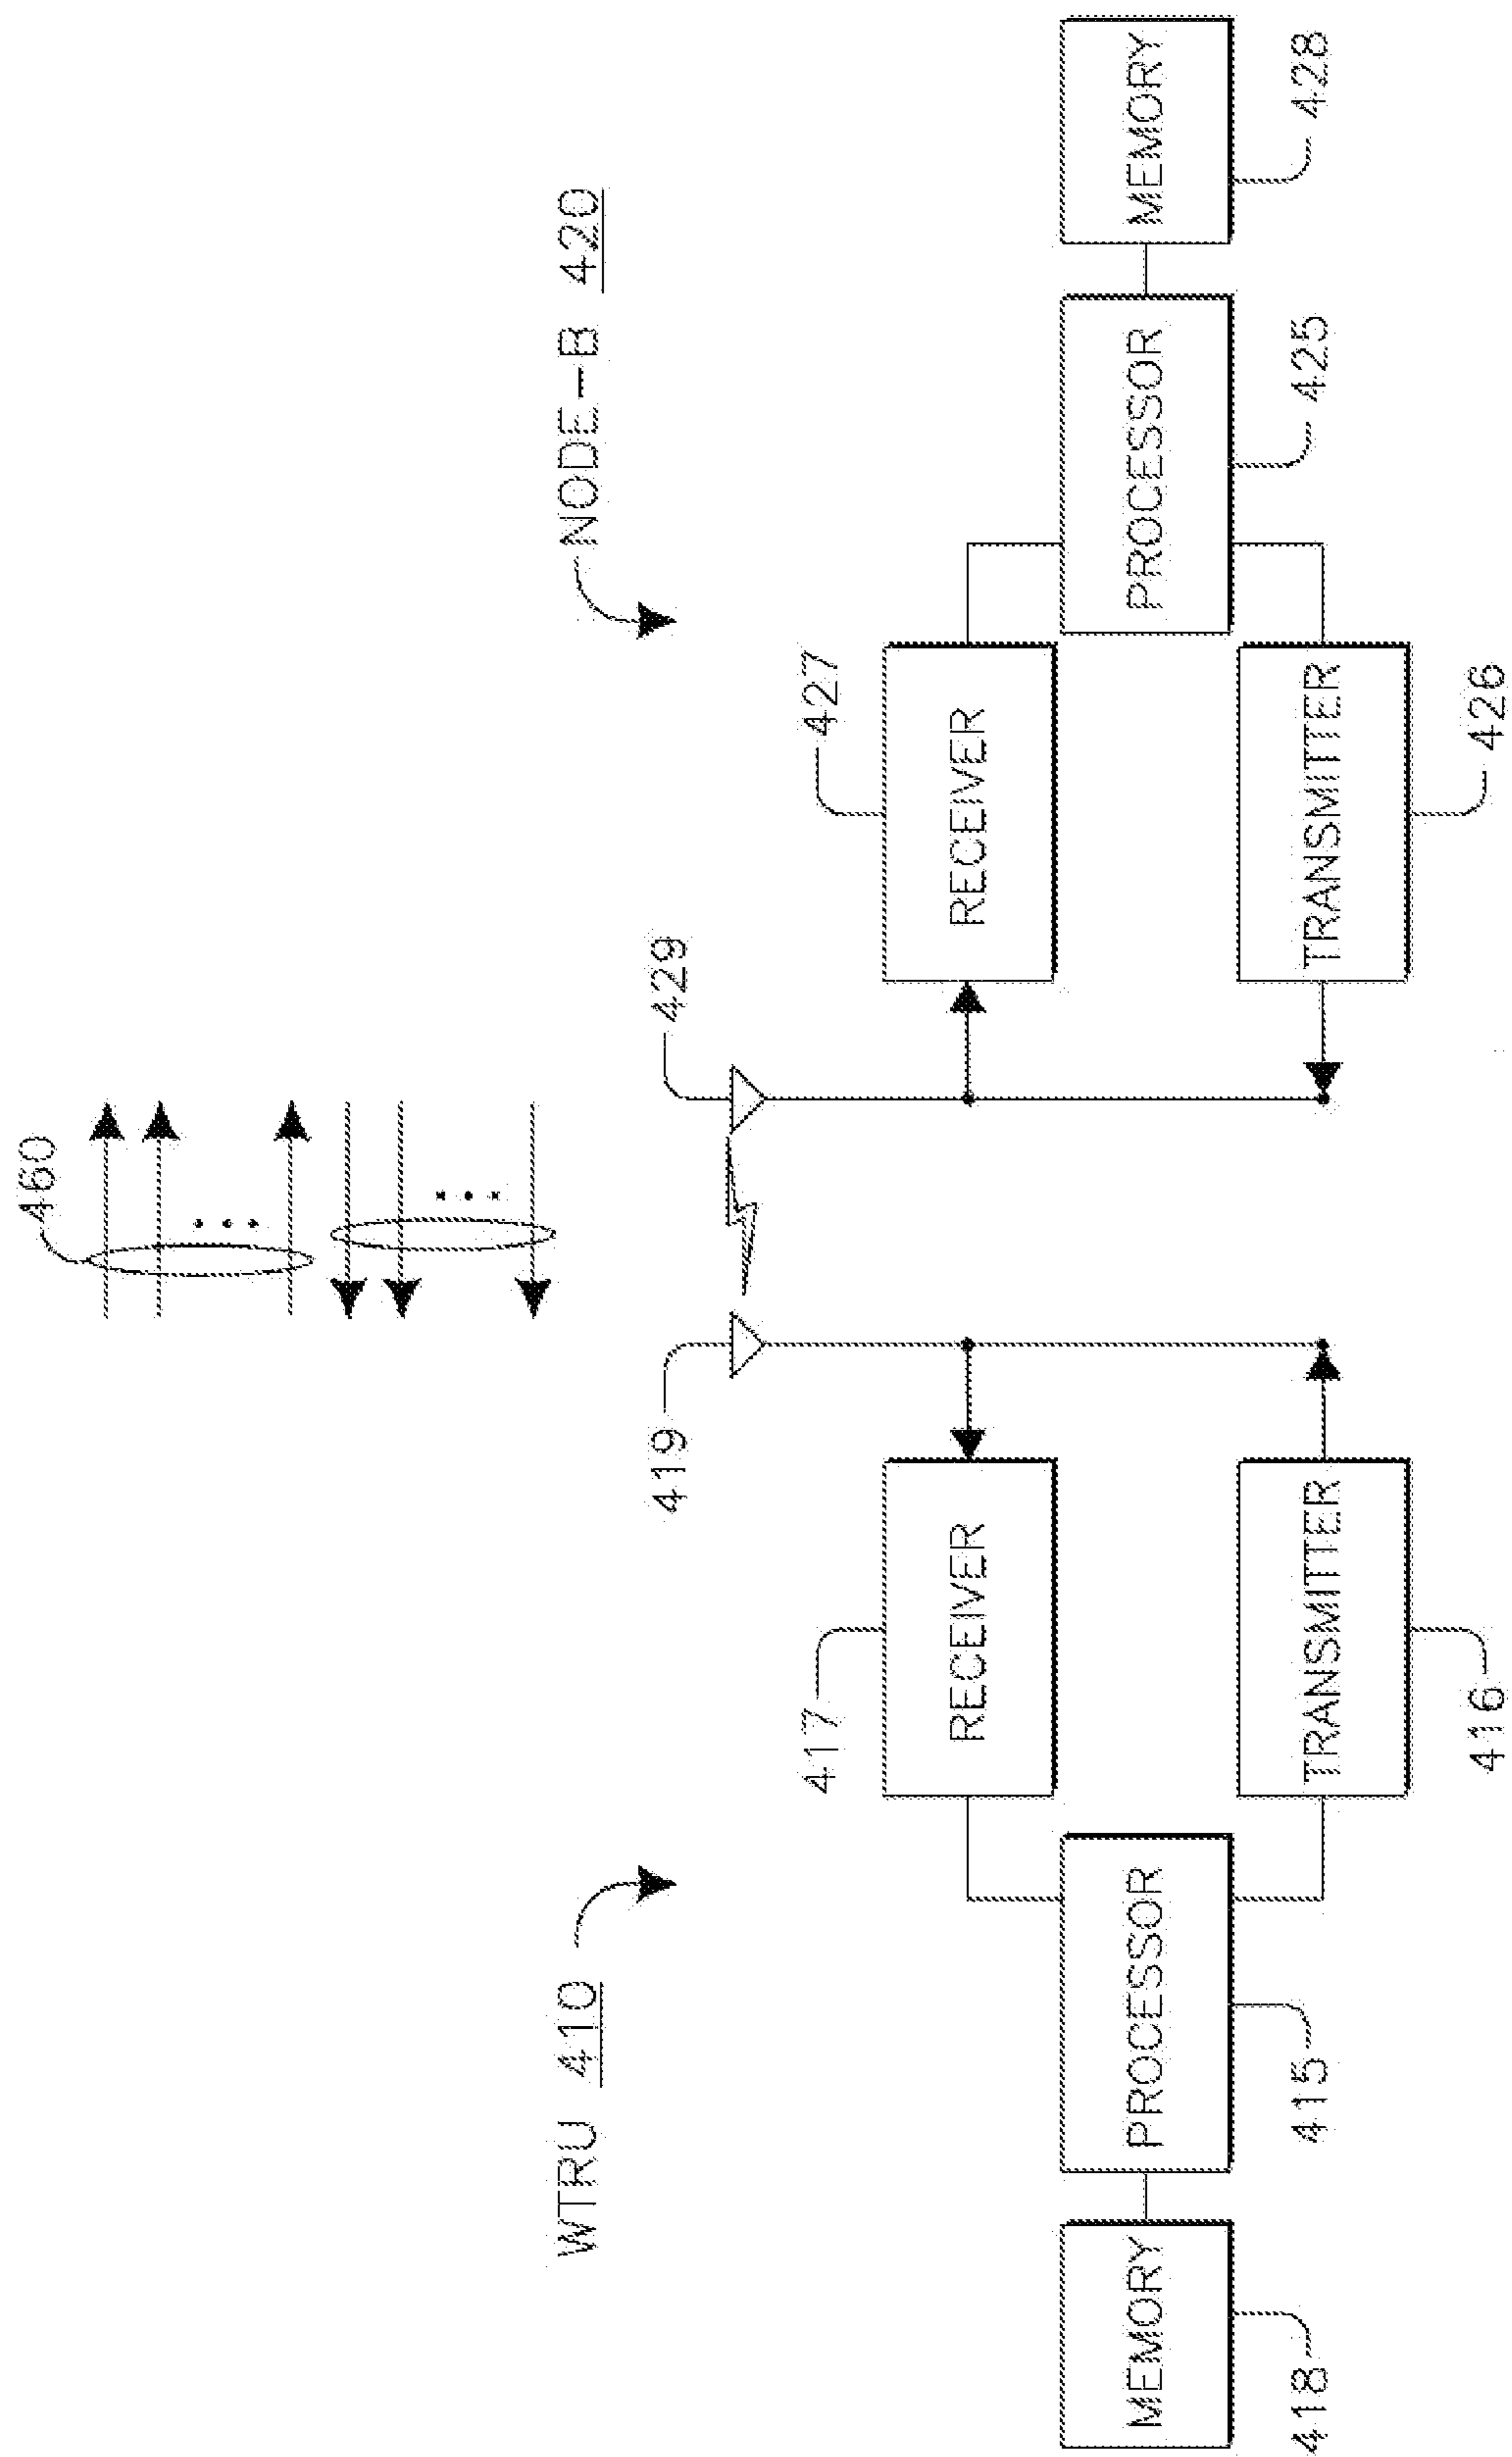 460
WTRU 410
NODE-B 420
419
429
417
427
RECEIVER
RECEIVER
MEMORY
PROCESSOR
PROCESSOR
MEMORY
418
415
425
428
TRANSMITTER
TRANSMITTER
416
426